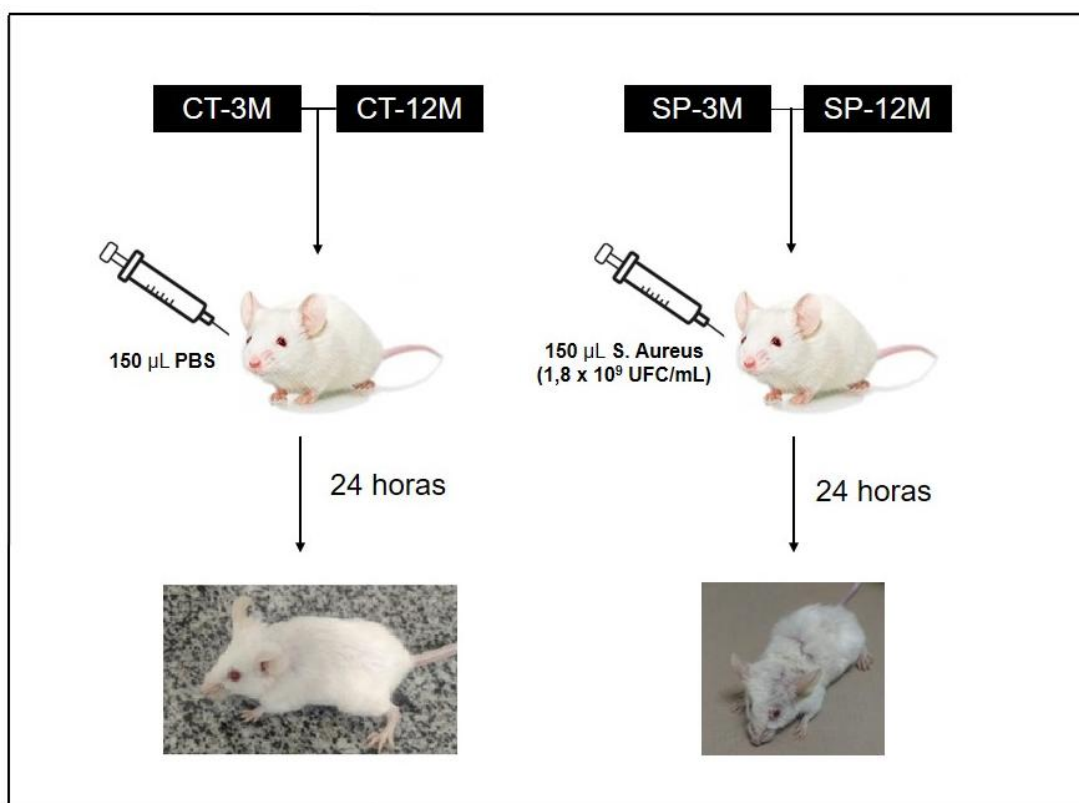 CT-3M
CT-12M
SP-3M
SP-12M
150 µL PBS
150 µL S. Aureus
(1,8 x 10⁹ UFC/mL)
24 horas
24 horas